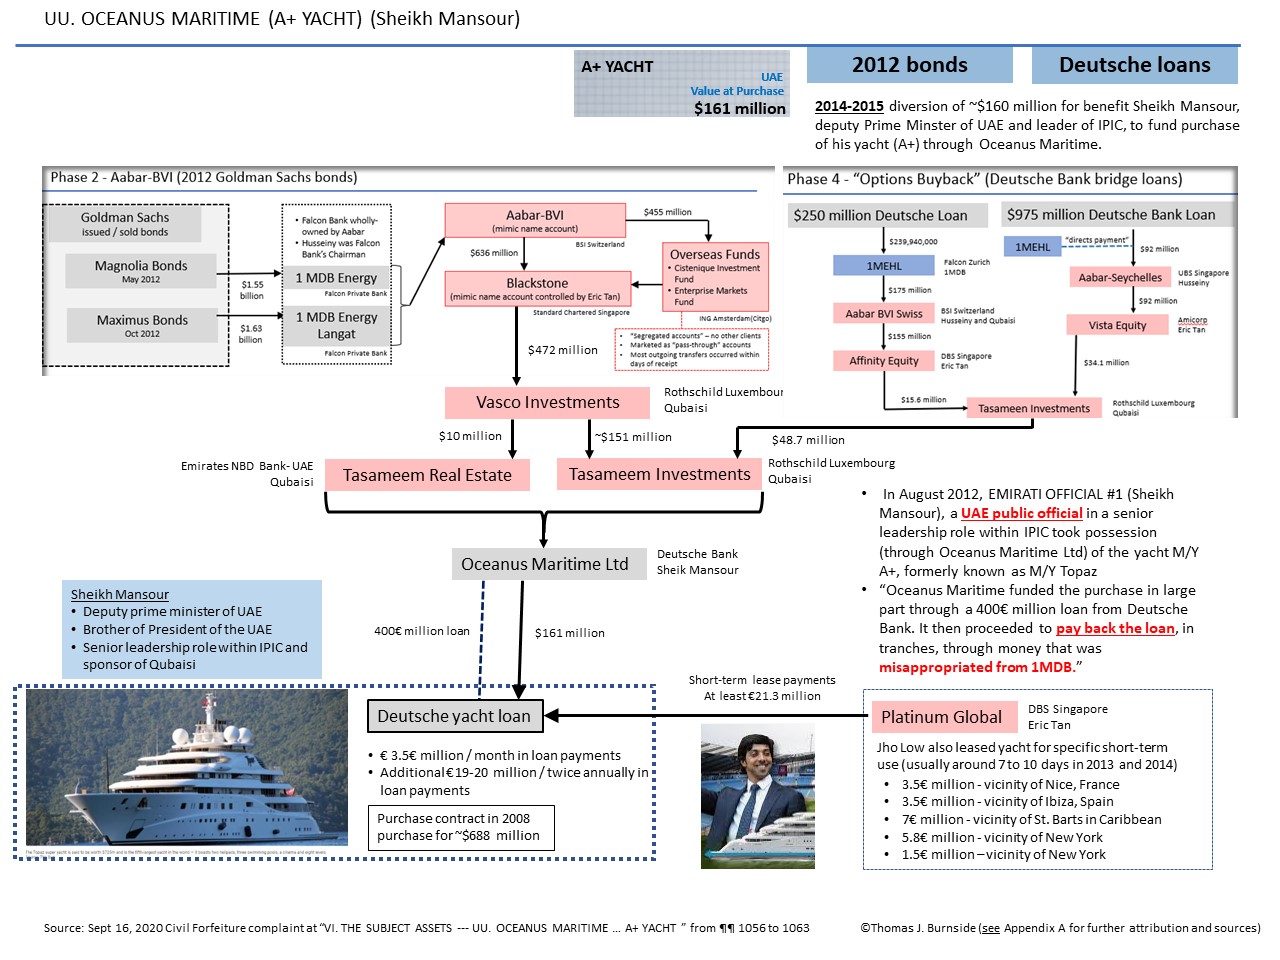 UU. OCEANUS MARITIME (A+ YACHT) (Sheikh Mansour)
A+ YACHT
UAE
Value at Purchase
$161 million
2012 bonds
Deutsche loans
2014-2015 diversion of ~$160 million for benefit Sheikh Mansour,
deputy Prime Minster of UAE and leader of IPIC, to fund purchase
of his yacht (A+) through Oceanus Maritime.
Phase 2 - Aabar-BVI (2012 Goldman Sachs bonds)
Goldman Sachs
issued / sold bonds
Magnolia Bonds
May 2012
Maximus Bonds
Oct 2012
$1.55
billion
$1.63
billion
• Falcon Bank wholly-
owned by Aabar
• Husseiny was Falcon
Bank's Chairman
1 MDB Energy
Falcon Private Bank
1 MDB Energy
Langat
Falcon Private Bank
Aabar-BVI
(mimic name account)
BSI Switzerland
$455 million
$636 million
Blackstone
(mimic name account controlled by Eric Tan)
Standard Chartered Singapore
Overseas Funds
• Cistenique Investment
Fund
• Enterprise Markets
Fund
ING Amsterdam(Citgo)
• "Segregated accounts" – no other clients
• Marketed as "pass-through" accounts
• Most outgoing transfers occurred within
days of receipt
$472 million
Phase 4 - "Options Buyback" (Deutsche Bank bridge loans)
$250 million Deutsche Loan
$239,940,000
1MEHL
Falcon Zurich
1MDB
$175 million
Aabar BVI Swiss
BSI Switzerland
Husseiny and Qubaisi
$155 million
Affinity Equity
DBS Singapore
Eric Tan
$15.6 million
$975 million Deutsche Bank Loan
1MEHL
"directs payment"
$92 million
Aabar-Seychelles
UBS Singapore
Husseiny
$92 million
Vista Equity
Amicorp
Eric Tan
$34.1 million
Tasameen Investments
Rothschild Luxembourg
Qubaisi
Vasco Investments
Rothschild Luxembour
Qubaisi
$10 million
~$151 million
$48.7 million
Emirates NBD Bank- UAE
Qubaisi
Tasameem Real Estate
Tasameem Investments
Rothschild Luxembourg
Qubaisi
Oceanus Maritime Ltd
Deutsche Bank
Sheik Mansour
400€ million loan
$161 million
Sheikh Mansour
• Deputy prime minister of UAE
• Brother of President of the UAE
• Senior leadership role within IPIC and
sponsor of Qubaisi
• In August 2012, EMIRATI OFFICIAL #1 (Sheikh
Mansour), a UAE public official in a senior
leadership role within IPIC took possession
(through Oceanus Maritime Ltd) of the yacht M/Y
A+, formerly known as M/Y Topaz
• "Oceanus Maritime funded the purchase in large
part through a 400€ million loan from Deutsche
Bank. It then proceeded to pay back the loan, in
tranches, through money that was
misappropriated from 1MDB."
Deutsche yacht loan
Short-term lease payments
At least €21.3 million
• € 3.5€ million / month in loan payments
• Additional €19-20 million / twice annually in
loan payments
Purchase contract in 2008
purchase for ~$688 million
Platinum Global
DBS Singapore
Eric Tan
Jho Low also leased yacht for specific short-term
use (usually around 7 to 10 days in 2013 and 2014)
• 3.5€ million - vicinity of Nice, France
• 3.5€ million - vicinity of Ibiza, Spain
• 7€ million - vicinity of St. Barts in Caribbean
• 5.8€ million - vicinity of New York
• 1.5€ million – vicinity of New York
Source: Sept 16, 2020 Civil Forfeiture complaint at "VI. THE SUBJECT ASSETS --- UU. OCEANUS MARITIME ... A+ YACHT " from ¶¶ 1056 to 1063
©Thomas J. Burnside (see Appendix A for further attribution and sources)